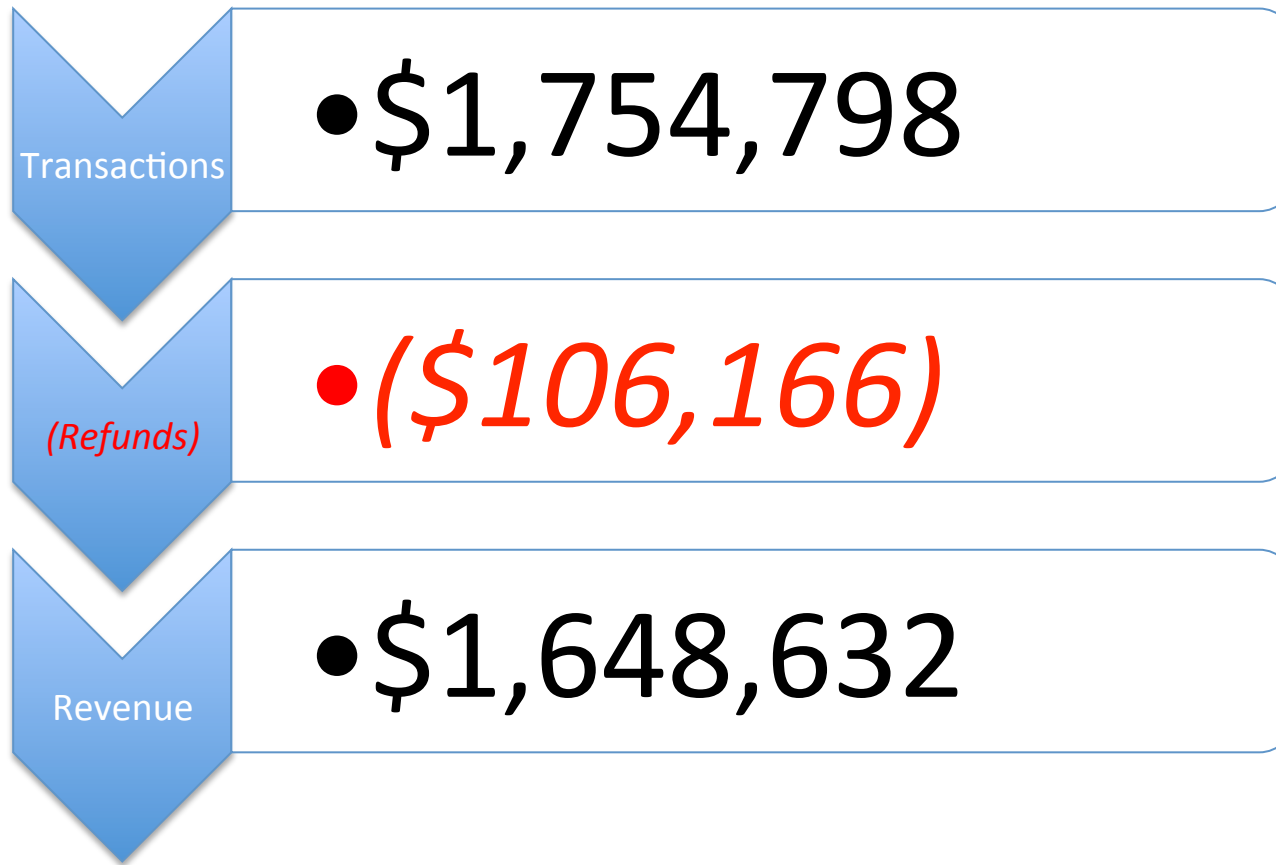 Transactions
•$1,754,798
(Refunds)
•($106,166)
Revenue
•$1,648,632